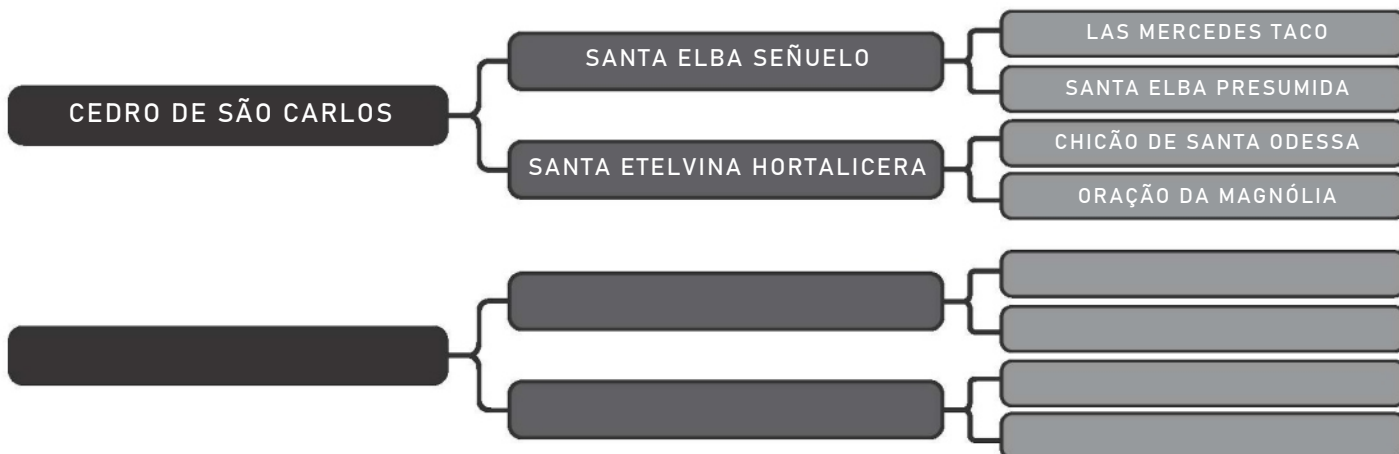 CEDRO DE SÃO CARLOS
SANTA ELBA SEÑUELO
LAS MERCEDES TACO
SANTA ELBA PRESUMIDA
SANTA ETELVINA HORTALICERA
CHICÃO DE SANTA ODESSA
ORAÇÃO DA MAGNÓLIA